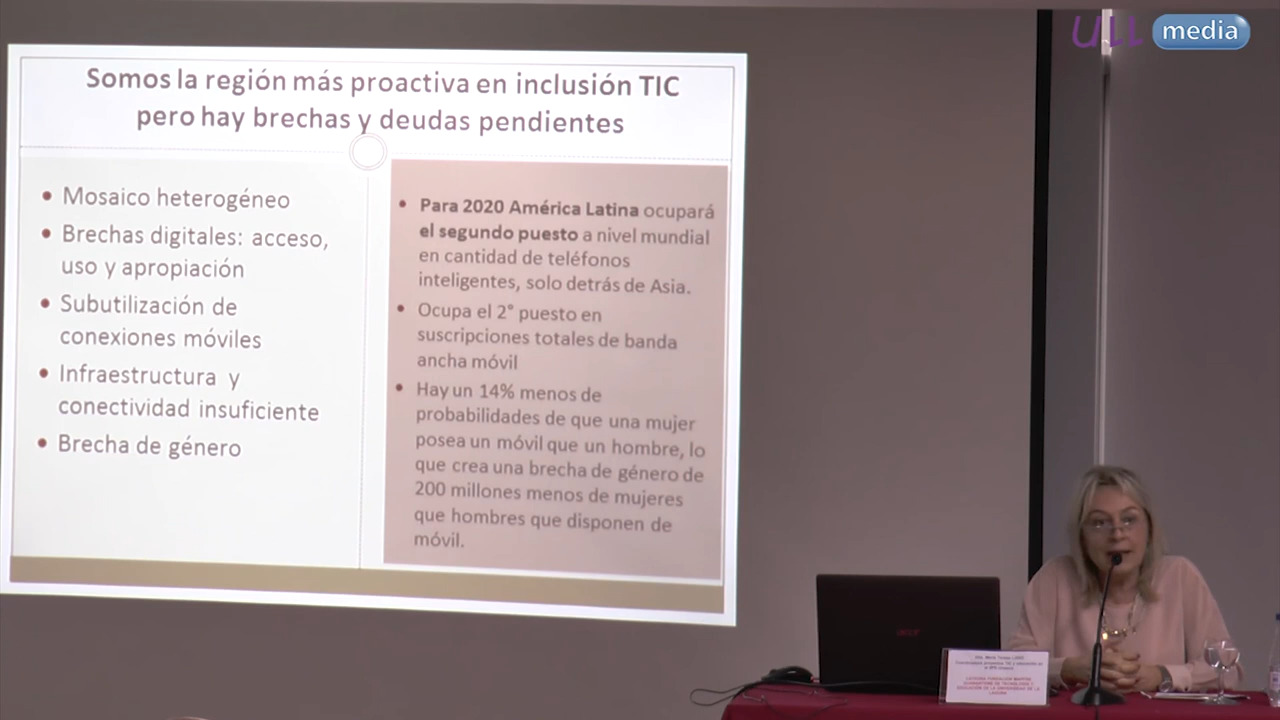 ULL media
Somos la región más proactiva en inclusión TIC
pero hay brechas y deudas pendientes
• Mosaico heterogéneo
• Brechas digitales: acceso,
uso y apropiación
• Subutilización de
conexiones móviles
• Infraestructura y
conectividad insuficiente
• Brecha de género
• Para 2020 América Latina ocupará
el segundo puesto a nivel mundial
en cantidad de teléfonos
inteligentes, solo detrás de Asia.
• Ocupa el 2° puesto en
suscripciones totales de banda
ancha móvil
• Hay un 14% menos de
probabilidades de que una mujer
posea un móvil que un hombre, lo
que crea una brecha de género de
200 millones menos de mujeres
que hombres que disponen de
móvil.
acer